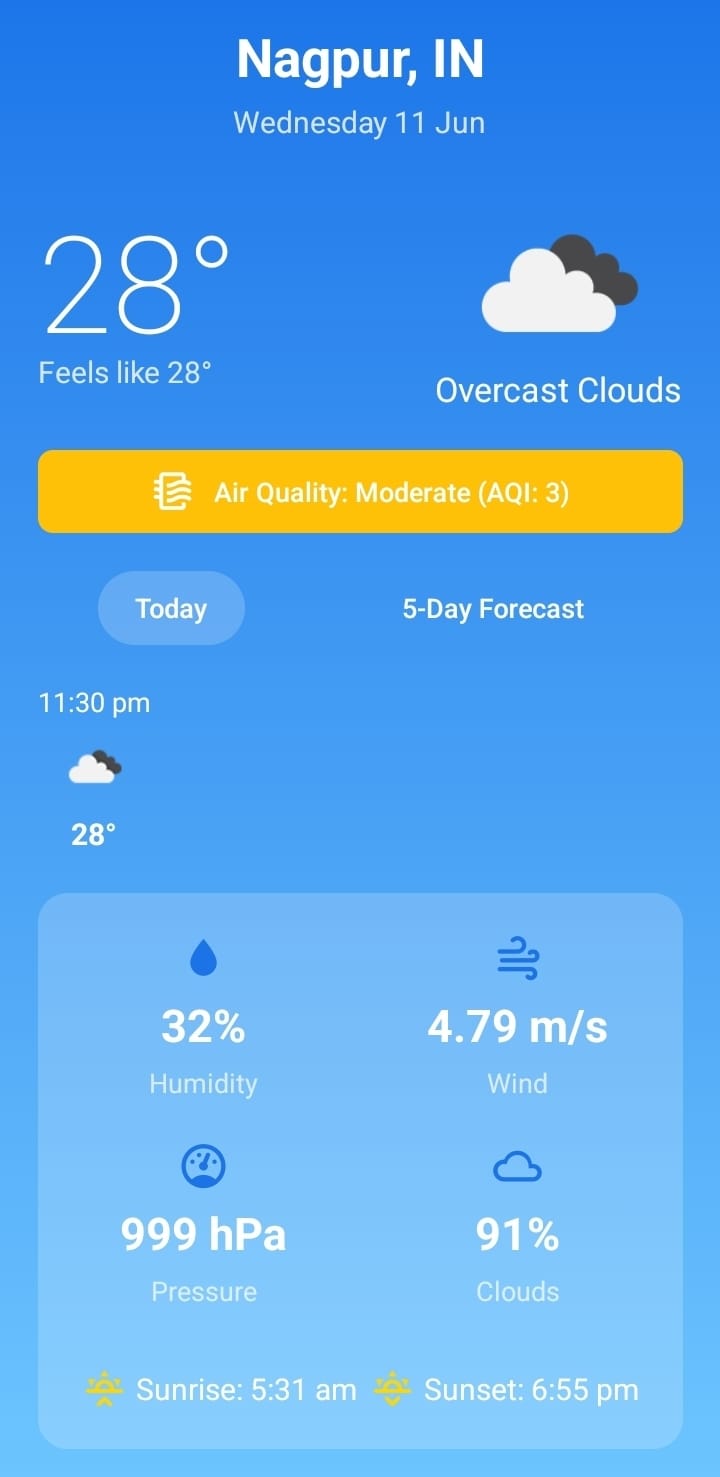 Nagpur, IN
Wednesday 11 Jun
28°
Feels like 28°
Overcast Clouds
Air Quality: Moderate (AQI: 3)
Today 5-Day Forecast
11:30 pm
28°
32% 4.79 m/s
Humidity Wind
999 hPa 91%
Pressure Clouds
Sunrise: 5:31 am Sunset: 6:55 pm